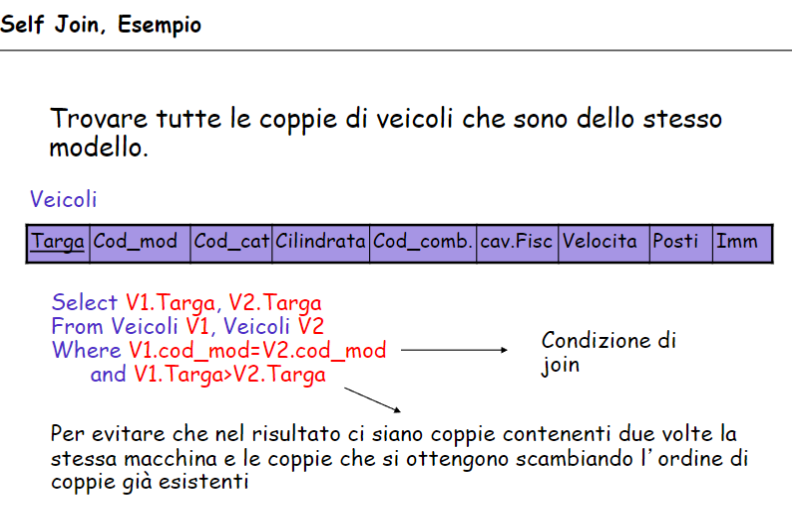 Self Join, Esempio
Trovare tutte le coppie di veicoli che sono dello stesso
modello.
Veicoli
Targa Cod_mod Cod_cat Cilindrata Cod_comb. cav.Fisc Velocita Posti Imm
Select V1.Targa, V2.Targa
From Veicoli V1, Veicoli V2
Where V1.cod_mod=V2.cod_mod
and V1.Targa>V2.Targa
Condizione di
join
Per evitare che nel risultato ci siano coppie contenenti due volte la
stessa macchina e le coppie che si ottengono scambiando l’ordine di
coppie già esistenti